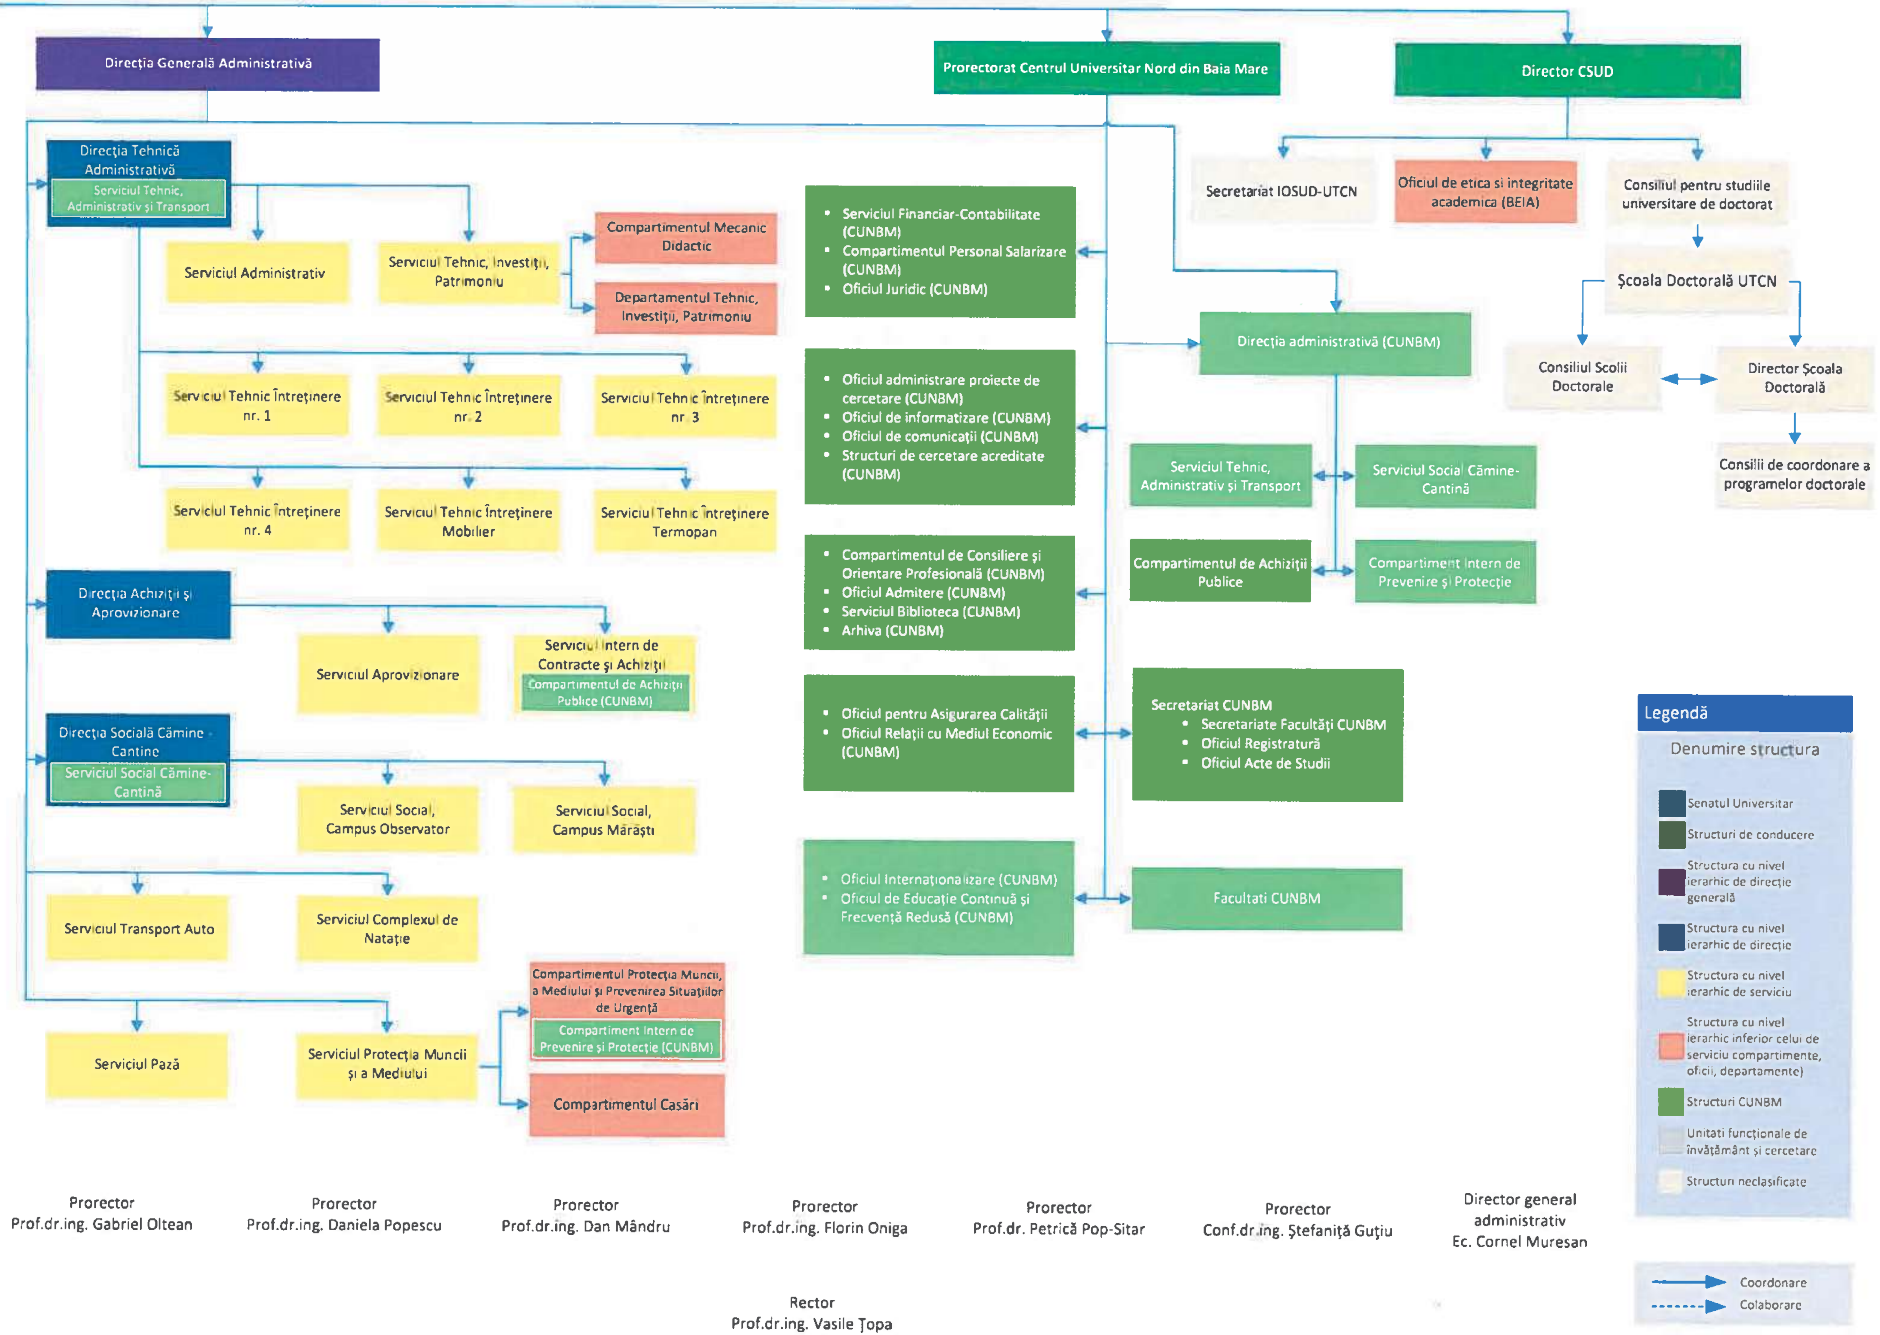 Direcția Generală Administrativă
Prorectorat Centrul Universitar Nord din Baia Mare
Director CSUD
Direcția Tehnică
Administrativă
Serviciul Tehnic,
Administrativ și Transport
Serviciul Administrativ
Serviciul Tehnic, Investiții,
Patrimoniu
Compartimentul Mecanic
Didactic
Departamentul Tehnic,
Investiții, Patrimoniu
Serviciul Tehnic Întreținere
nr. 1
Serviciul Tehnic Întreținere
nr. 2
Serviciul Tehnic Întreținere
nr. 3
Serviciul Tehnic Întreținere
nr. 4
Serviciul Tehnic Întreținere
Mobilier
Serviciul Tehnic Întreținere
Termopan
Direcția Achiziții și
Aprovizionare
Serviciul Aprovizionare
Serviciul Intern de
Contracte și Achiziții
Compartimentul de Achiziții
Publice (CUNBM)
Direcția Socială Cămine -
Cantine
Serviciul Social Cămine-
Cantină
Serviciul Social,
Campus Observator
Serviciul Social,
Campus Mărăști
Serviciul Transport Auto
Serviciul Complexul de
Natație
Serviciul Pază
Serviciul Protecția Muncii
și a Mediului
Compartimentul Protecția Muncii,
a Mediului și Prevenirea Situațiilor
de Urgență
Compartiment Intern de
Prevenire și Protecție (CUNBM)
Compartimentul Casări
• Serviciul Financiar-Contabilitate
(CUNBM)
• Compartimentul Personal Salarizare
(CUNBM)
• Oficiul Juridic (CUNBM)
• Oficiul administrare proiecte de
cercetare (CUNBM)
• Oficiul de informatizare (CUNBM)
• Oficiul de comunicații (CUNBM)
• Structuri de cercetare acreditate
(CUNBM)
• Compartimentul de Consiliere și
Orientare Profesională (CUNBM)
• Oficiul Admitere (CUNBM)
• Serviciul Biblioteca (CUNBM)
• Arhiva (CUNBM)
• Oficiul pentru Asigurarea Calității
• Oficiul Relații cu Mediul Economic
(CUNBM)
• Oficiul Internaționalizare (CUNBM)
• Oficiul de Educație Continuă și
Frecvență Redusă (CUNBM)
Direcția administrativă (CUNBM)
Serviciul Tehnic,
Administrativ și Transport
Serviciul Social Cămine-
Cantină
Compartimentul de Achiziții
Publice
Compartiment Intern de
Prevenire și Protecție
Secretariat CUNBM
• Secretariate Facultăți CUNBM
• Oficiul Registratură
• Oficiul Acte de Studii
Facultati CUNBM
Secretariat IOSUD-UTCN
Oficiul de etica si integritate
academica (BEIA)
Consiliul pentru studiile
universitare de doctorat
Școala Doctorală UTCN
Consiliul Scolii
Doctorale
Director Școala
Doctorală
Consilii de coordonare a
programelor doctorale
Legendă
Denumire structura
Senatul Universitar
Structuri de conducere
Structura cu nivel
ierarhic de direcție
generală
Structura cu nivel
ierarhic de direcție
Structura cu nivel
ierarhic de serviciu
Structura cu nivel
ierarhic inferior celui de
serviciu compartimente,
oficii, departamente)
Structuri CUNBM
Unitati funcționale de
învățământ și cercetare
Structuri neclasificate
Coordonare
Colaborare
Prorector
Prof.dr.ing. Gabriel Oltean
Prorector
Prof.dr.ing. Daniela Popescu
Prorector
Prof.dr.ing. Dan Mândru
Prorector
Prof.dr.ing. Florin Oniga
Prorector
Prof.dr. Petrică Pop-Sitar
Prorector
Conf.dr.ing. Ștefaniță Guțiu
Director general
administrativ
Ec. Cornel Muresan
Rector
Prof.dr.ing. Vasile Țopa